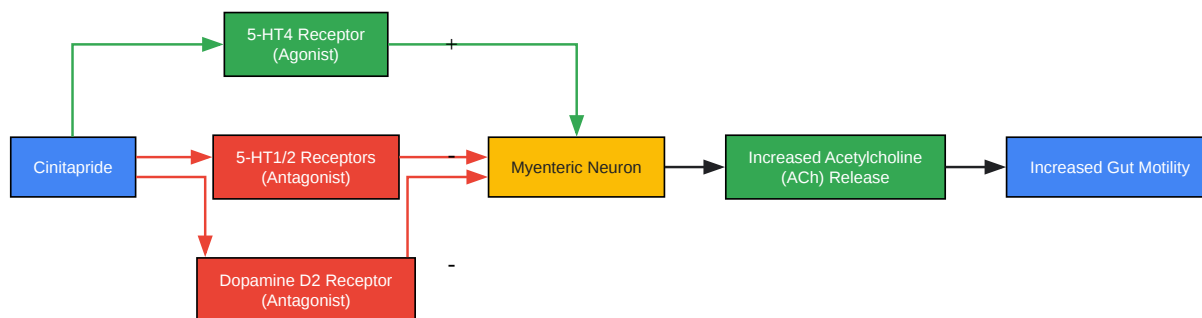 5-HT4 Receptor
(Agonist)
+
Cinitapride
5-HT1/2 Receptors
(Antagonist)
-
Myenteric Neuron
Increased Acetylcholine
(ACh) Release
Increased Gut Motility
Dopamine D2 Receptor
(Antagonist)
-